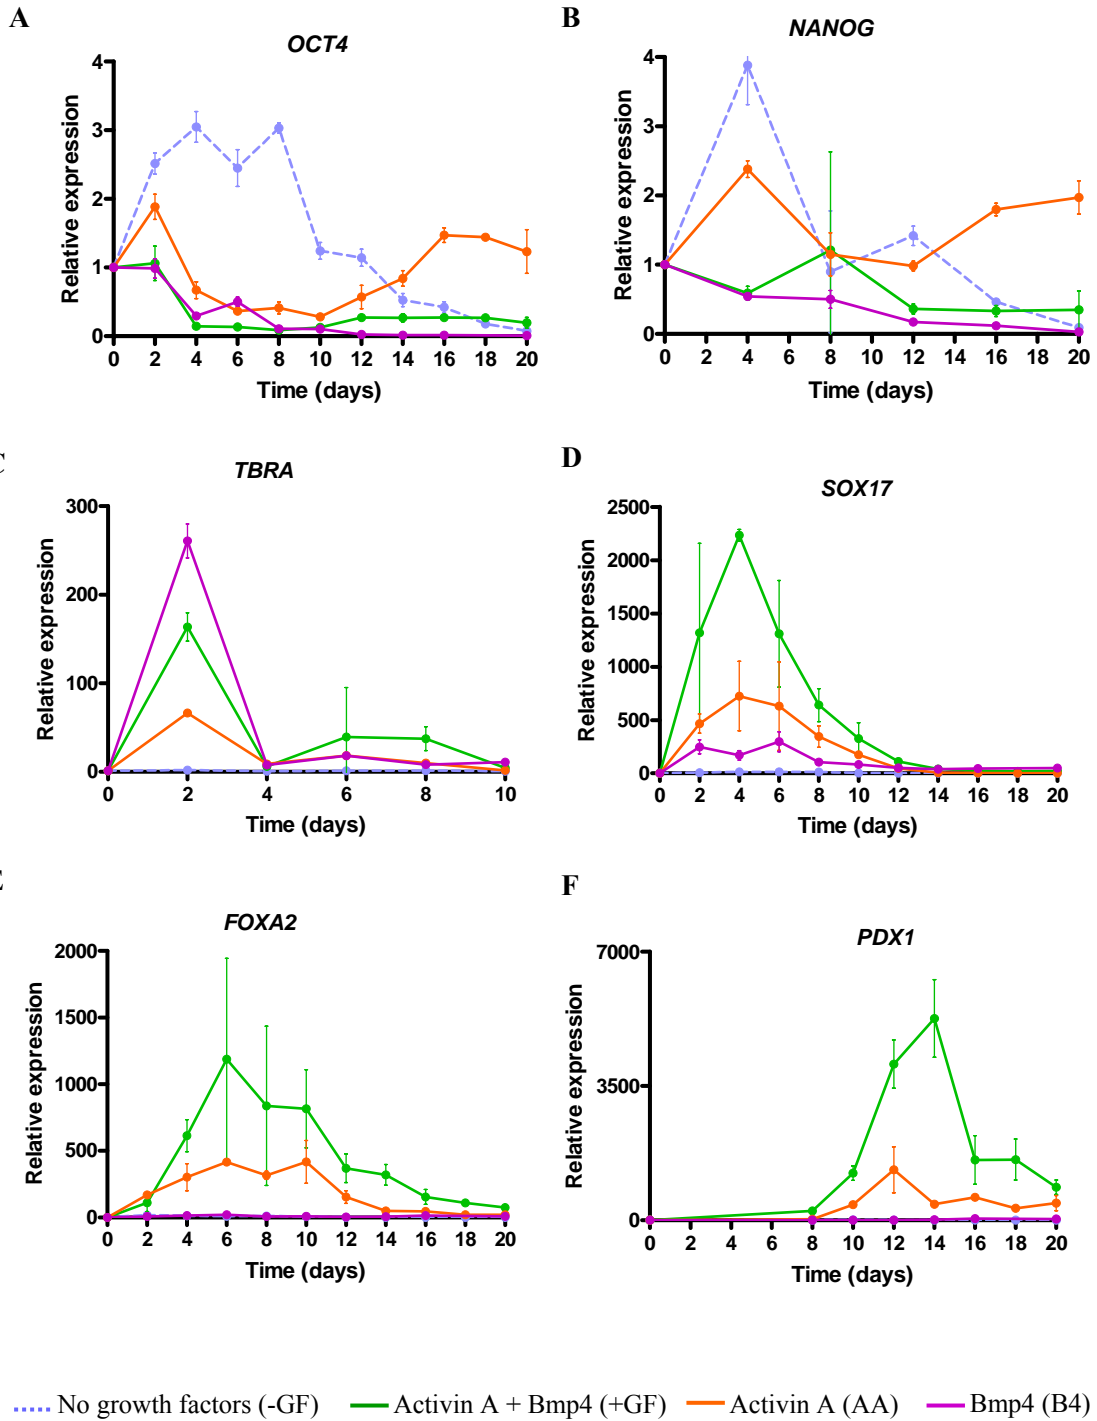 A
OCT4
4
3
2
1
0
Relative expression
0 2 4 6 8 10 12 14 16 18 20
Time (days)
B
NANOG
4
3
2
1
0
Relative expression
0 2 4 6 8 10 12 14 16 18 20
Time (days)
TBRA
300
200
100
0
Relative expression
0 2 4 6 8 10
Time (days)
D
SOX17
2500
2000
1500
1000
500
0
Relative expression
0 2 4 6 8 10 12 14 16 18 20
Time (days)
FOXA2
2000
1500
1000
500
0
Relative expression
0 2 4 6 8 10 12 14 16 18 20
Time (days)
F
PDX1
7000
3500
0
Relative expression
0 2 4 6 8 10 12 14 16 18 20
Time (days)
No growth factors (-GF) Activin A + Bmp4 (+GF) Activin A (AA) Bmp4 (B4)